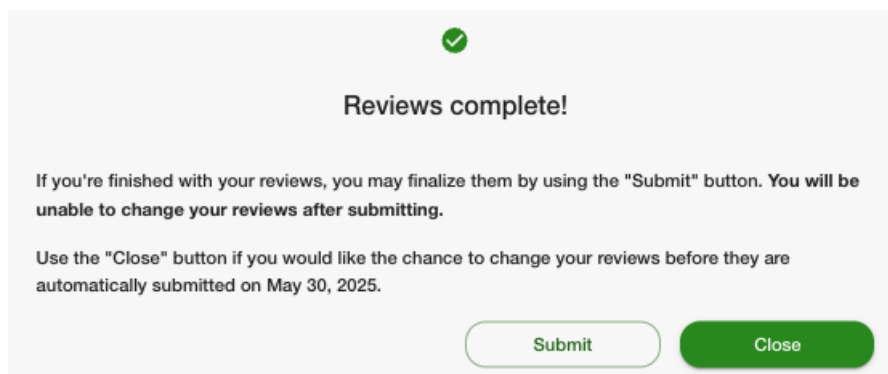 Reviews complete!
If you're finished with your reviews, you may finalize them by using the "Submit" button. You will be
unable to change your reviews after submitting.
Use the "Close" button if you would like the chance to change your reviews before they are
automatically submitted on May 30, 2025.
Submit
Close